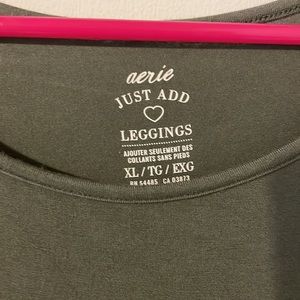 aerie
JUST ADD
LEGGINGS
AJOUTER SEULEMENT DES
COLLANTS SANS PIEDS
XL / TG / EXG
RN 54485 CA 03873